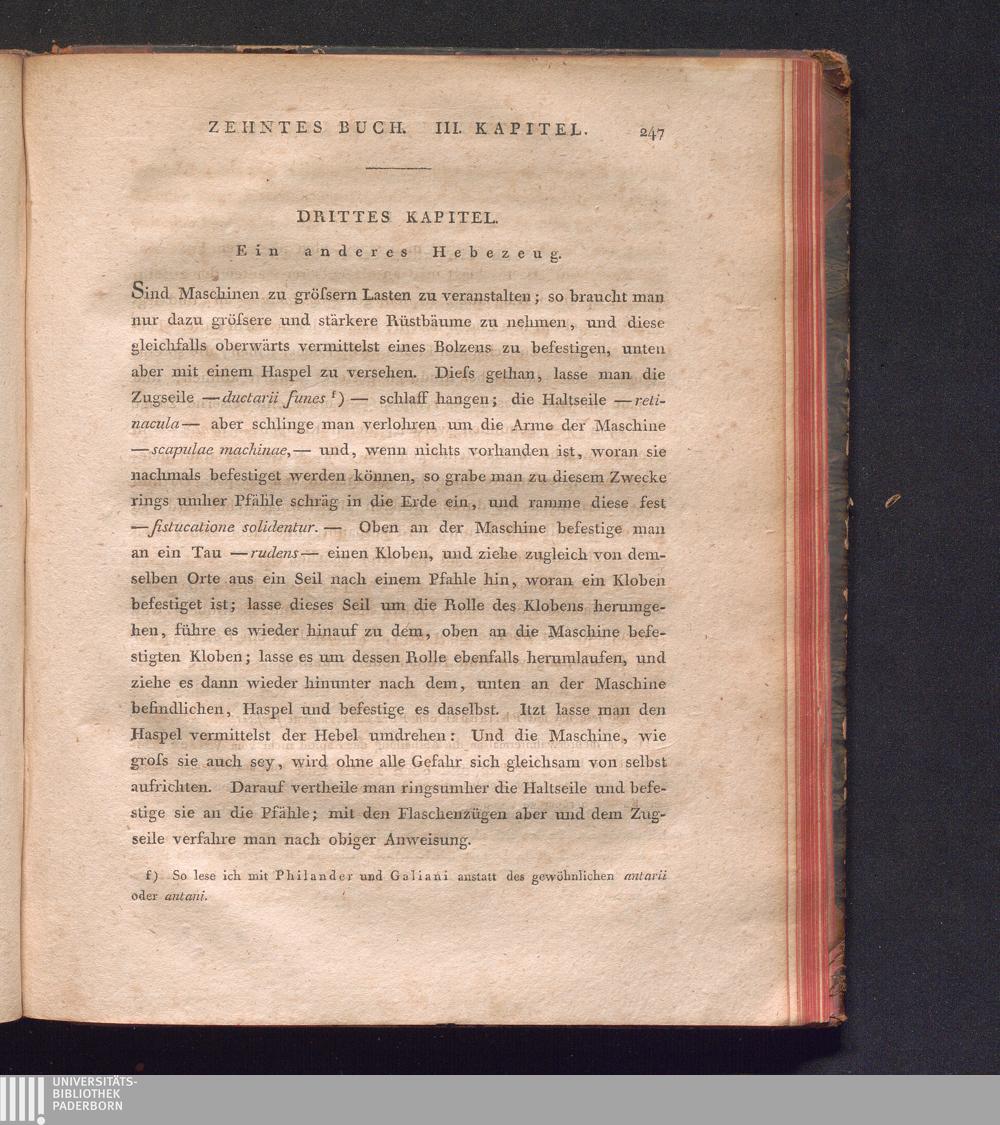 ZEHNTES BUCH. III. KAPITEL. 247
DRITTES KAPITEL.
Ein anderes Hebezeug.
Sind Maschinen zu gröſsern Lasten zu veranstalten; so braucht man
nur dazu gröſsere und stärkere Rüstbäume zu nehmen, und diese
gleichfalls oberwärts vermittelst eines Bolzens zu befestigen, unten
aber mit einem Haspel zu versehen. Dieſs gethan, lasse man die
Zugseile —ductarii funes f) — schlaff hangen; die Haltseile —reti-
nacula— aber schlinge man verlohren um die Arme der Maschine
—scapulae machinae,— und, wenn nichts vorhanden ist, woran sie
nachmals befestiget werden können, so grabe man zu diesem Zwecke
rings umher Pfähle schräg in die Erde ein, und ramme diese fest
—fistucatione solidentur. — Oben an der Maschine befestige man
an ein Tau —rudens— einen Kloben, und ziehe zugleich von dem-
selben Orte aus ein Seil nach einem Pfahle hin, woran ein Kloben
befestiget ist; lasse dieses Seil um die Rolle des Klobens herumge-
hen, führe es wieder hinauf zu dem, oben an die Maschine befe-
stigten Kloben; lasse es um dessen Rolle ebenfalls herumlaufen, und
ziehe es dann wieder hinunter nach dem, unten an der Maschine
befindlichen, Haspel und befestige es daselbst. Itzt lasse man den
Haspel vermittelst der Hebel umdrehen: Und die Maschine, wie
groſs sie auch sey, wird ohne alle Gefahr sich gleichsam von selbst
aufrichten. Darauf vertheile man ringsumher die Haltseile und befe-
stige sie an die Pfähle; mit den Flaschenzügen aber und dem Zug-
seile verfahre man nach obiger Anweisung.
f) So lese ich mit Philander und Galiani anstatt des gewöhnlichen antarii
oder antani.
UNIVERSITÄTS-
BIBLIOTHEK
PADERBORN